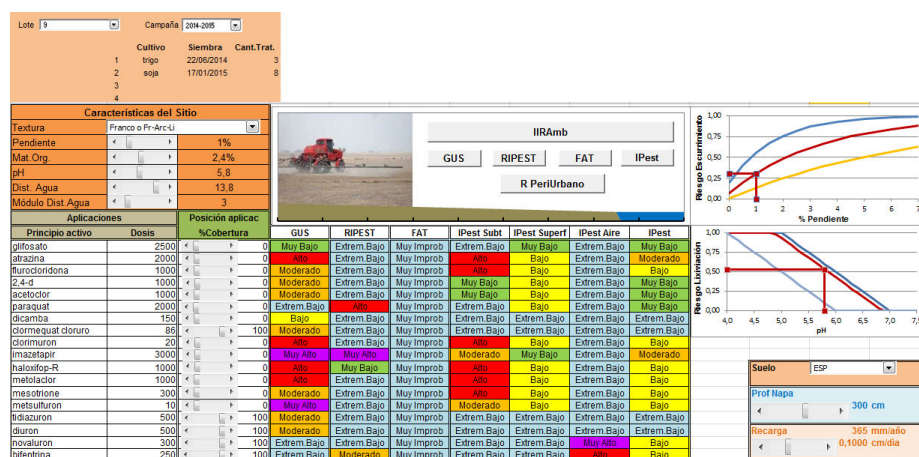 Lote 9 Campaña 2014-2015
Cultivo Siembra Cant.Trat.
1 trigo 22/06/2014 3
2 soja 17/01/2015 8
3
4
Características del Sitio
Textura Franco o Fr-Arc-Li
Pendiente 1%
Mat.Org. 2,4%
pH 5,8
Dist. Agua 13,8
Módulo Dist.Agua 3
IIRAmb
GUS RIPEST FAT IPest
R PeriUrbano
Riesgo Escurrimiento
1,00
0,75
0,50
0,25
0,00
0 1 2 3 4 5 6 7
% Pendiente
Aplicaciones Posición aplicac
Principio activo Dosis %Cobertura GUS RIPEST FAT IPest Subt IPest Superf IPest Aire IPest
glifosato 2500 0 Muy Bajo Extrem.Bajo Muy Improb Extrem.Bajo Muy Bajo Extrem.Bajo Muy Bajo
atrazina 2000 0 Alto Extrem.Bajo Muy Improb Alto Bajo Extrem.Bajo Moderado
flurocloridona 1000 0 Moderado Extrem.Bajo Muy Improb Alto Bajo Extrem.Bajo Bajo
2,4-d 1000 0 Moderado Extrem.Bajo Muy Improb Muy Bajo Bajo Extrem.Bajo Muy Bajo
acetoclor 1000 0 Moderado Extrem.Bajo Muy Improb Muy Bajo Bajo Extrem.Bajo Muy Bajo
paraquat 2000 0 Extrem.Bajo Alto Muy Improb Extrem.Bajo Bajo Extrem.Bajo Muy Bajo
dicamba 150 0 Bajo Extrem.Bajo Muy Improb Extrem.Bajo Extrem.Bajo Extrem.Bajo Extrem.Bajo
clormequat cloruro 86 100 Moderado Extrem.Bajo Muy Improb Extrem.Bajo Extrem.Bajo Extrem.Bajo Extrem.Bajo
clorimuron 20 0 Alto Extrem.Bajo Muy Improb Alto Bajo Extrem.Bajo Bajo
imazetapir 3000 0 Muy Alto Muy Alto Muy Improb Moderado Muy Bajo Extrem.Bajo Moderado
haloxifop-R 1000 0 Alto Muy Bajo Muy Improb Alto Bajo Extrem.Bajo Bajo
metolaclor 1000 0 Alto Extrem.Bajo Muy Improb Alto Bajo Extrem.Bajo Bajo
mesotrione 300 0 Moderado Extrem.Bajo Muy Improb Alto Bajo Extrem.Bajo Bajo
metsulfuron 10 0 Muy Alto Extrem.Bajo Muy Improb Moderado Bajo Extrem.Bajo Bajo
tidiazuron 500 100 Moderado Extrem.Bajo Muy Improb Extrem.Bajo Extrem.Bajo Extrem.Bajo Extrem.Bajo
diuron 500 100 Moderado Extrem.Bajo Muy Improb Extrem.Bajo Extrem.Bajo Extrem.Bajo Extrem.Bajo
novaluron 300 100 Extrem.Bajo Extrem.Bajo Muy Improb Extrem.Bajo Extrem.Bajo Muy Alto Bajo
bifentrina 250 100 Extrem.Bajo Moderado Muy Improb Extrem.Bajo Extrem.Bajo Alto Bajo
Riesgo Lixiviación
1,00
0,75
0,50
0,25
0,00
4,0 4,5 5,0 5,5 6,0 6,5 7,0 7,5
pH
Suelo ESP
Prof Napa
300 cm
Recarga 365 mm/año
0,1000 cm/dia